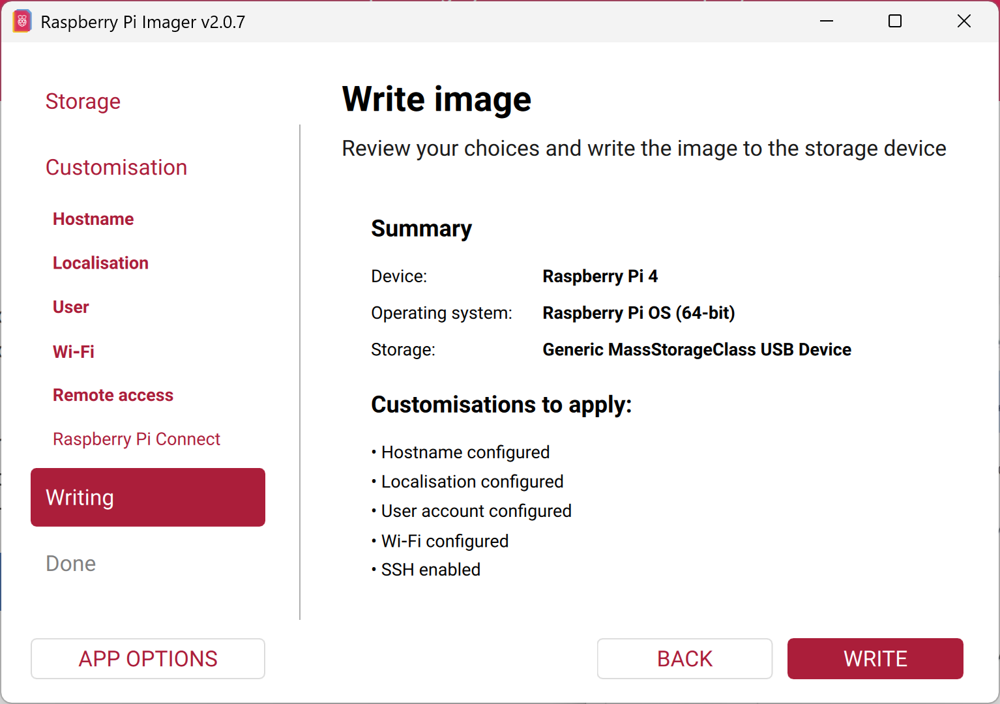 Raspberry Pi Imager v2.0.7
Storage
Customisation
Hostname
Localisation
User
Wi-Fi
Remote access
Raspberry Pi Connect
Writing
Done
APP OPTIONS
Write image
Review your choices and write the image to the storage device
Summary
Device: Raspberry Pi 4
Operating system: Raspberry Pi OS (64-bit)
Storage: Generic MassStorageClass USB Device
Customisations to apply:
• Hostname configured
• Localisation configured
• User account configured
• Wi-Fi configured
• SSH enabled
BACK
WRITE